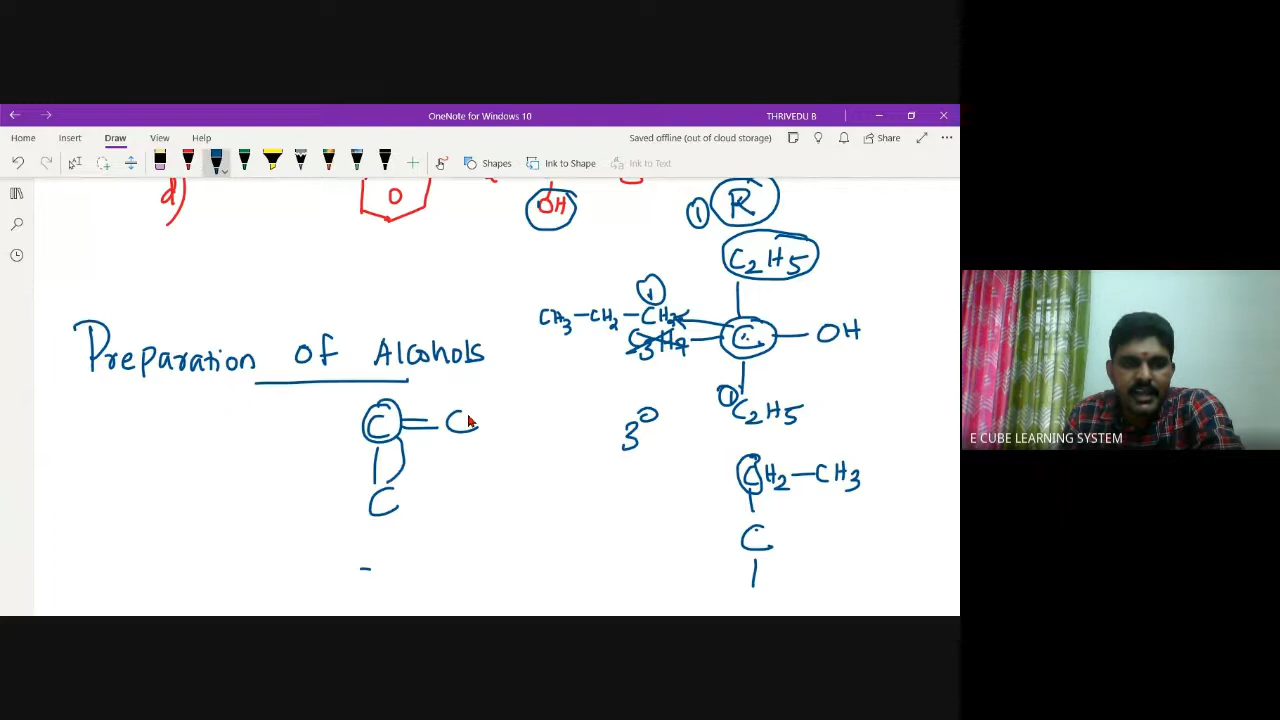 OneNote for Windows 10
THRIVEDU B
Home Insert Draw View Help
Saved offline (out of cloud storage)
Share
Shapes
Ink to Shape
Ink to Text
d)
O
OH
① R
C2H5
①
CH3-CH2-CH2
C3H7
C
OH
Preparation of Alcohols
①C2H5
C=C
3°
CH2-CH3
C
C
E CUBE LEARNING SYSTEM